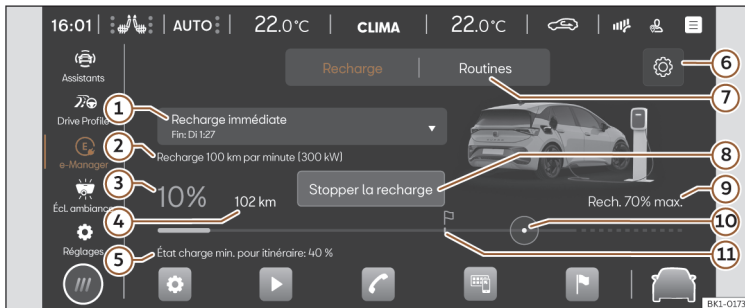 16:01 AUTO 22.0°C CLIMA 22.0°C
Assistants
Recharge Routines
6
7
Drive Profile
1 Recharge immédiate
Fin: Di 1:27
2 Recharge 100 km par minute (300 kW)
E
e-Manager
8
3 10% 102 km Stopper la recharge
9
Rech. 70% max.
Écl. ambiance
4
10
Réglages
5 État charge min. pour itinéraire: 40 %
11
BK1-0173